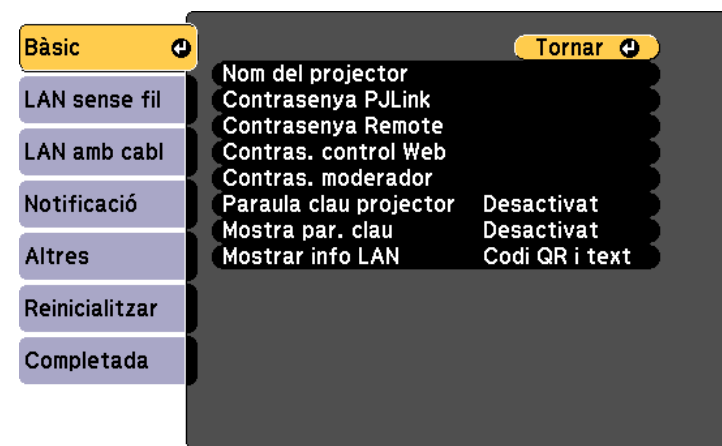 Bàsic
LAN sense fil
LAN amb cabl
Notificació
Altres
Reinicialitzar
Completada
Tornar
Nom del projector
Contrasenya PJLink
Contrasenya Remote
Contras. control Web
Contras. moderador
Paraula clau projector Desactivat
Mostra par. clau Desactivat
Mostrar info LAN Codi QR i text